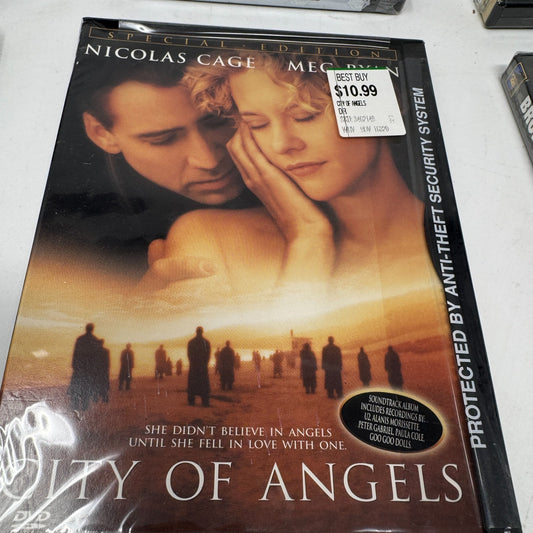 SPECIAL EDITION
NICOLAS CAGE MEG RYAN
BEST BUY
$10.99
CITY OF ANGELS
PROTECTED BY ANTI-THEFT SECURITY SYSTEM
SOUNDTRACK ALBUM
INCLUDES RECORDINGS BY...
U2, ALANIS MORISSETTE,
PETER GABRIEL, PAULA COLE,
GOO GOO DOLLS.
SHE DIDN'T BELIEVE IN ANGELS
UNTIL SHE FELL IN LOVE WITH ONE.
CITY OF ANGELS
DVD